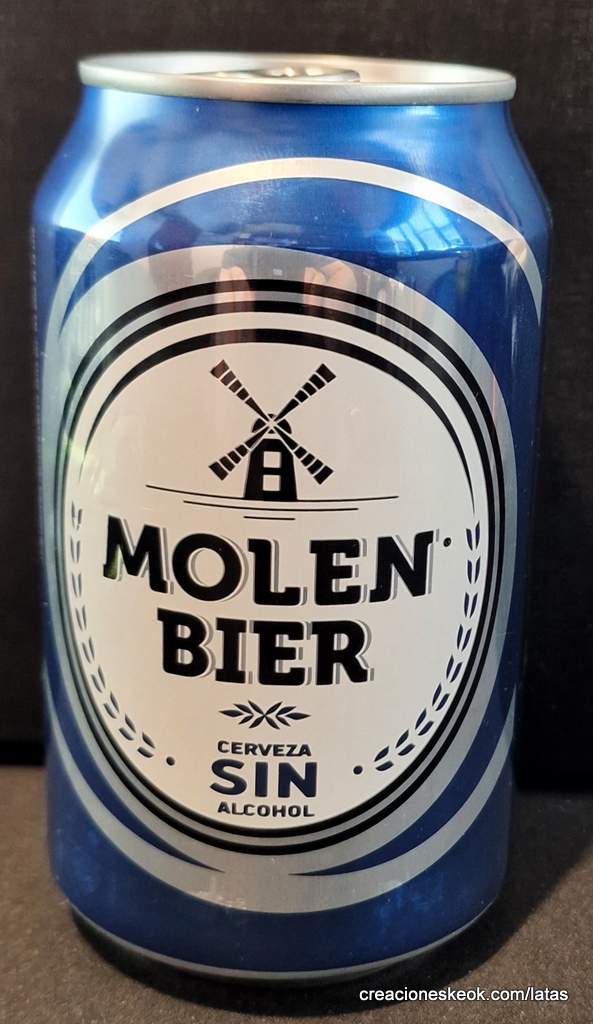 MOLEN
BIER
CERVEZA
SIN
ALCOHOL
creacioneskeok.com/latas